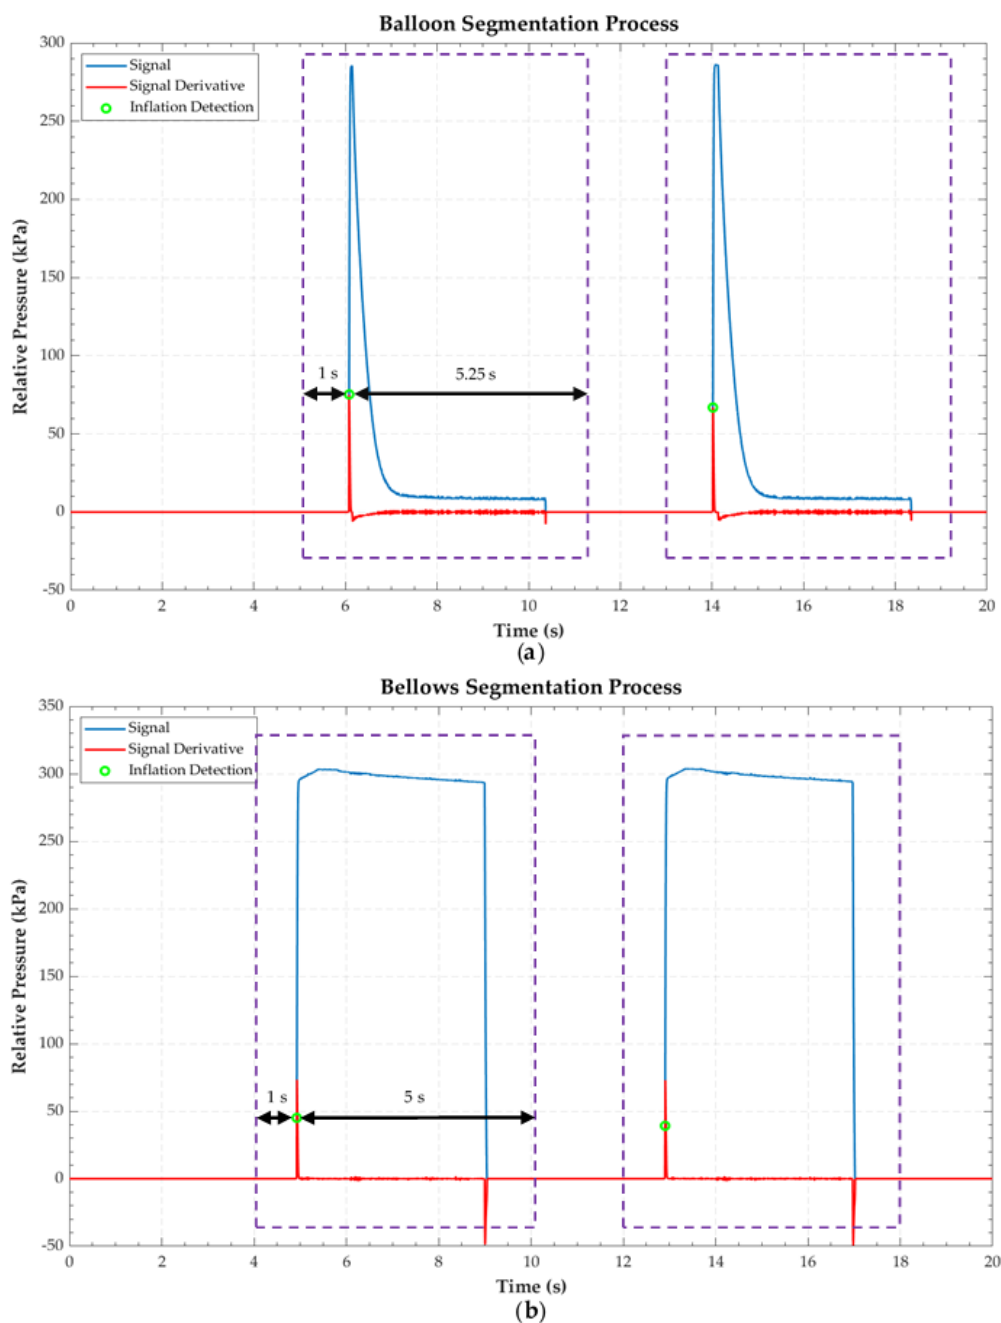 Balloon Segmentation Process
300
250
200
150
100
50
0
-50
Relative Pressure (kPa)
Signal
Signal Derivative
Inflation Detection
1 s
5.25 s
0 2 4 6 8 10 12 14 16 18 20
Time (s)
(a)
Bellows Segmentation Process
350
300
250
200
150
100
50
0
-50
Relative Pressure (kPa)
Signal
Signal Derivative
Inflation Detection
1 s
5 s
0 2 4 6 8 10 12 14 16 18 20
Time (s)
(b)